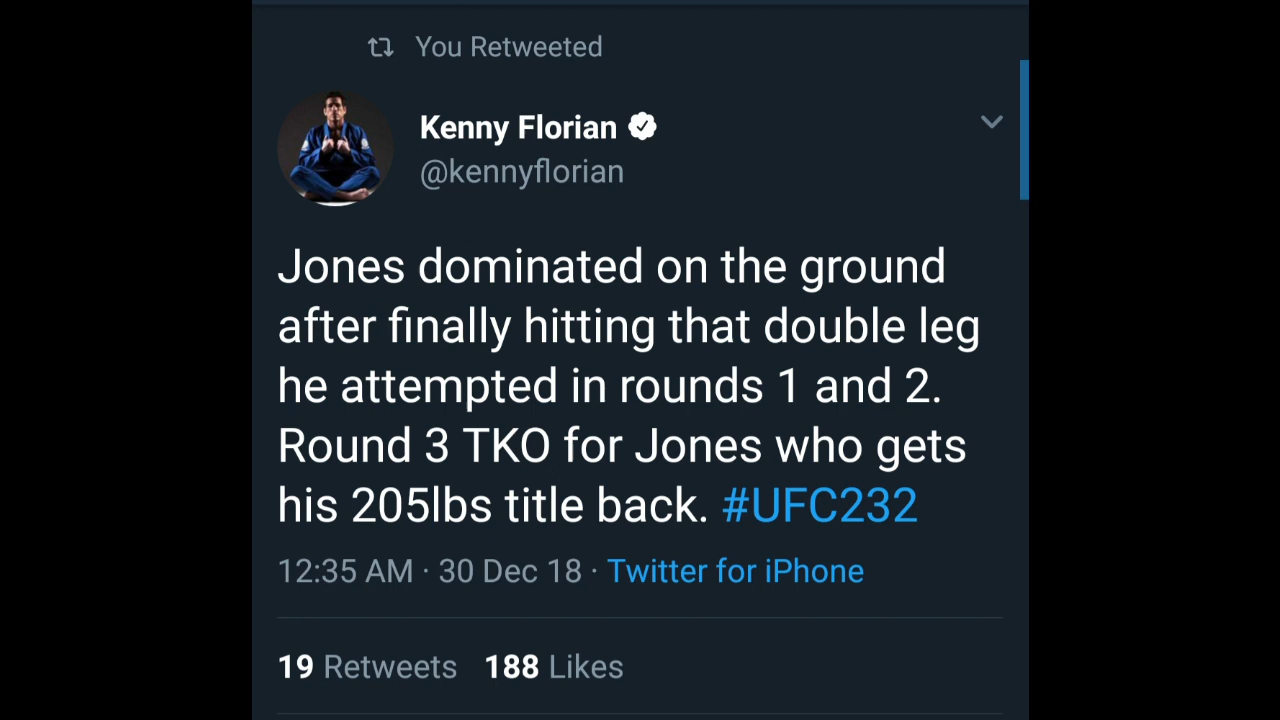 You Retweeted
Kenny Florian
@kennyflorian
Jones dominated on the ground
after finally hitting that double leg
he attempted in rounds 1 and 2.
Round 3 TKO for Jones who gets
his 205lbs title back. #UFC232
12:35 AM · 30 Dec 18 · Twitter for iPhone
19 Retweets 188 Likes